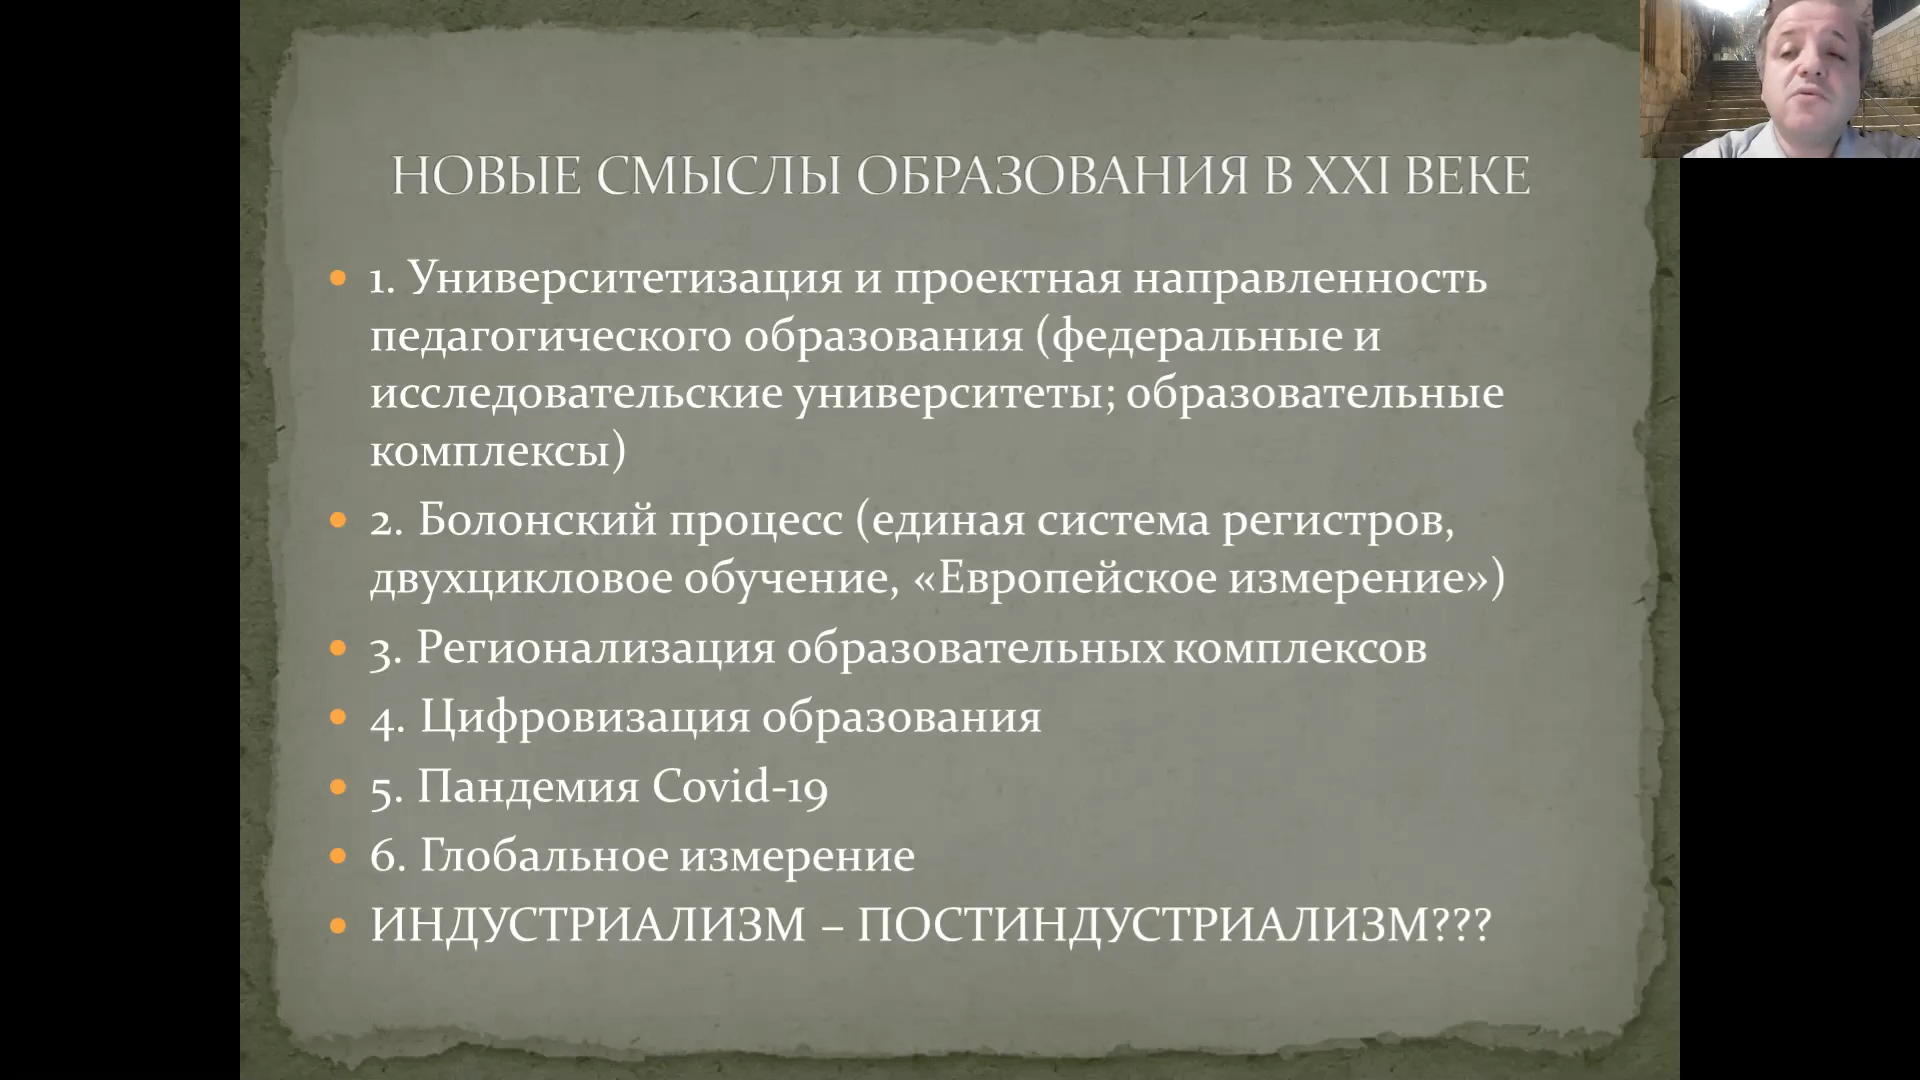 НОВЫЕ СМЫСЛЫ ОБРАЗОВАНИЯ В XXI ВЕКЕ
• 1. Университетизация и проектная направленность
педагогического образования (федеральные и
исследовательские университеты; образовательные
комплексы)
• 2. Болонский процесс (единая система регистров,
двухцикловое обучение, «Европейское измерение»)
• 3. Регионализация образовательных комплексов
• 4. Цифровизация образования
• 5. Пандемия Covid-19
• 6. Глобальное измерение
• ИНДУСТРИАЛИЗМ – ПОСТИНДУСТРИАЛИЗМ???